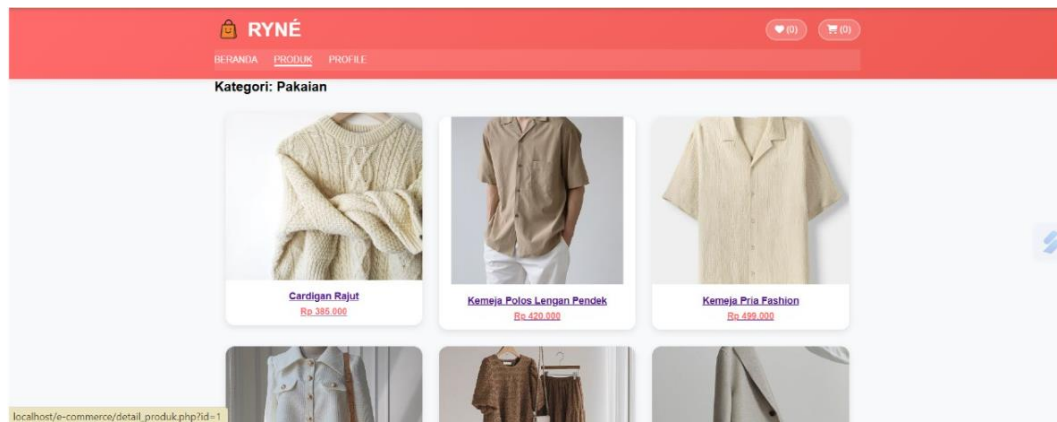 RYNÉ
(0)
(0)
BERANDA PRODUK PROFILE
Kategori: Pakaian
Cardigan Rajut
Rp 385.000
Kemeja Polos Lengan Pendek
Rp 420.000
Kemeja Pria Fashion
Rp 499.000
localhost/e-commerce/detail_produk.php?id=1